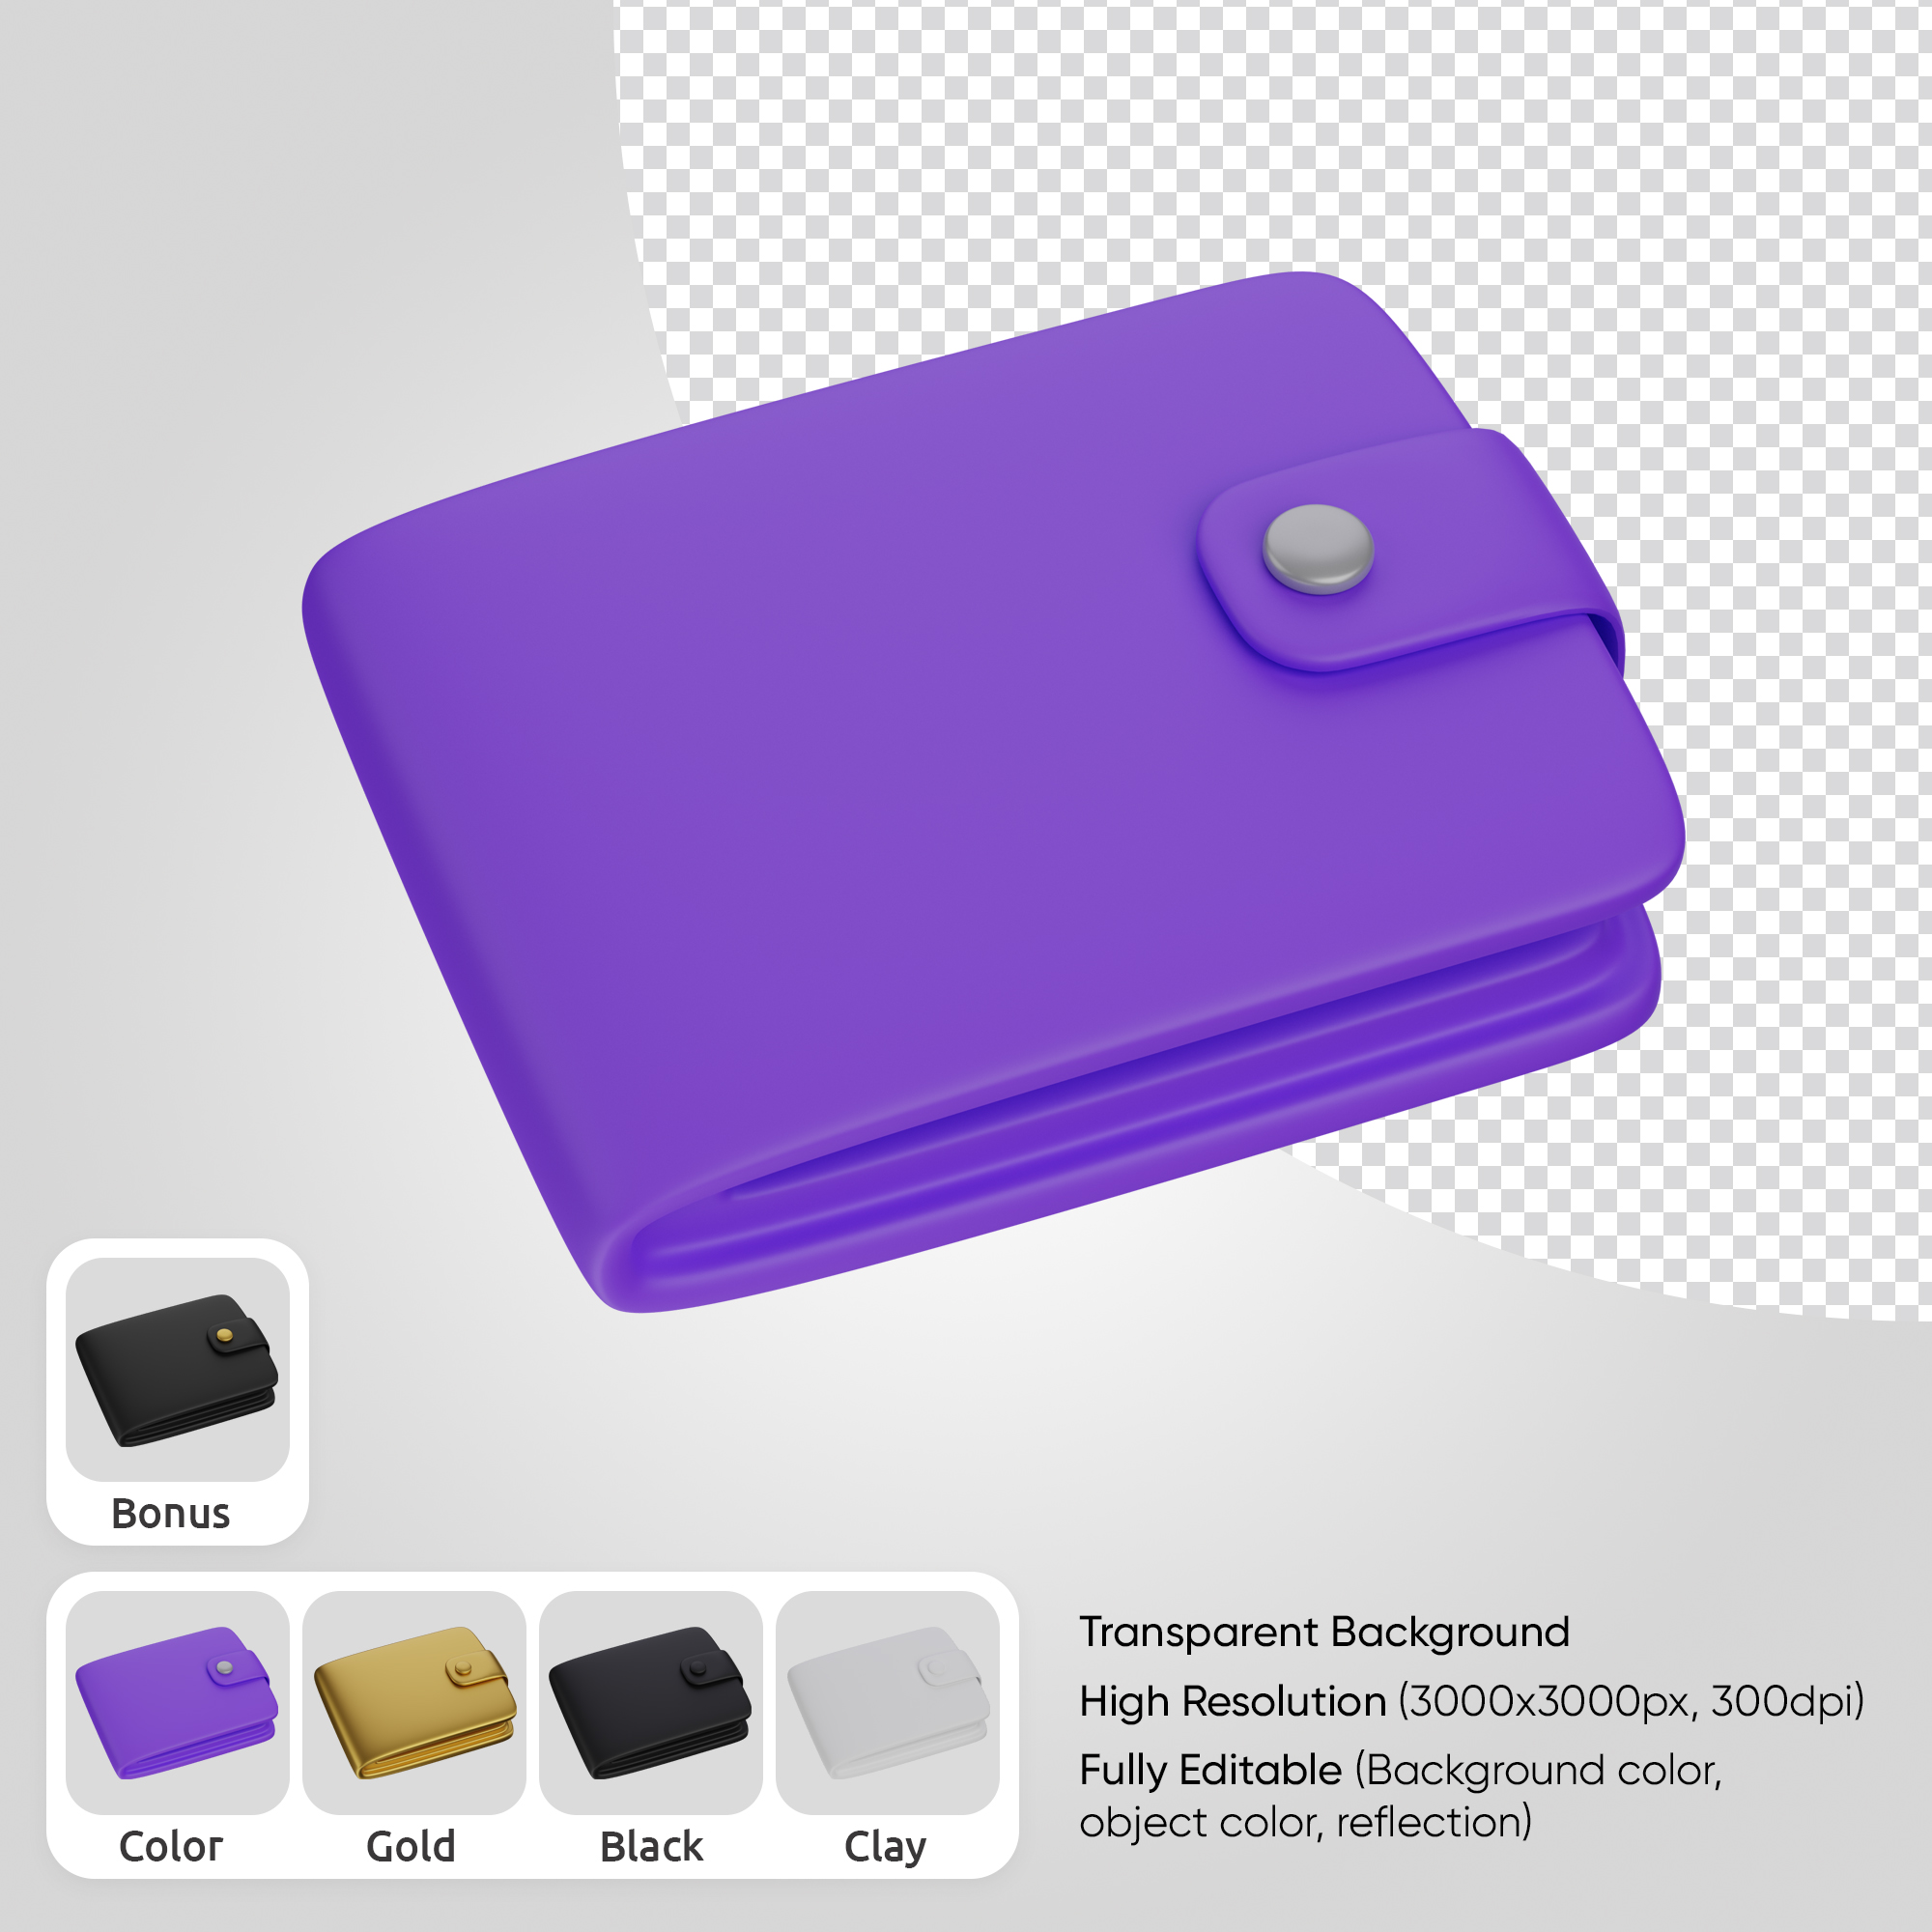 Bonus
Color
Gold
Black
Clay
Transparent Background
High Resolution (3000x3000px, 300dpi)
Fully Editable (Background color,
object color, reflection)